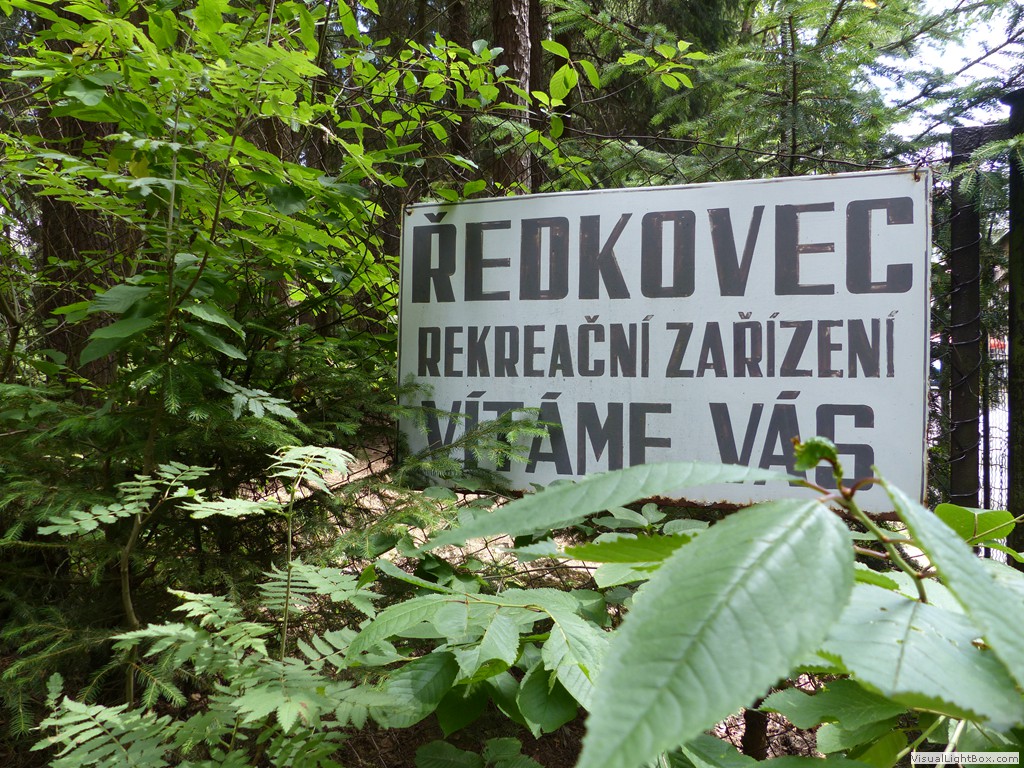 ŘEDKOVEC
REKREAČNÍ ZAŘÍZENÍ
VÍTÁME VÁS
VisualLightBox.com